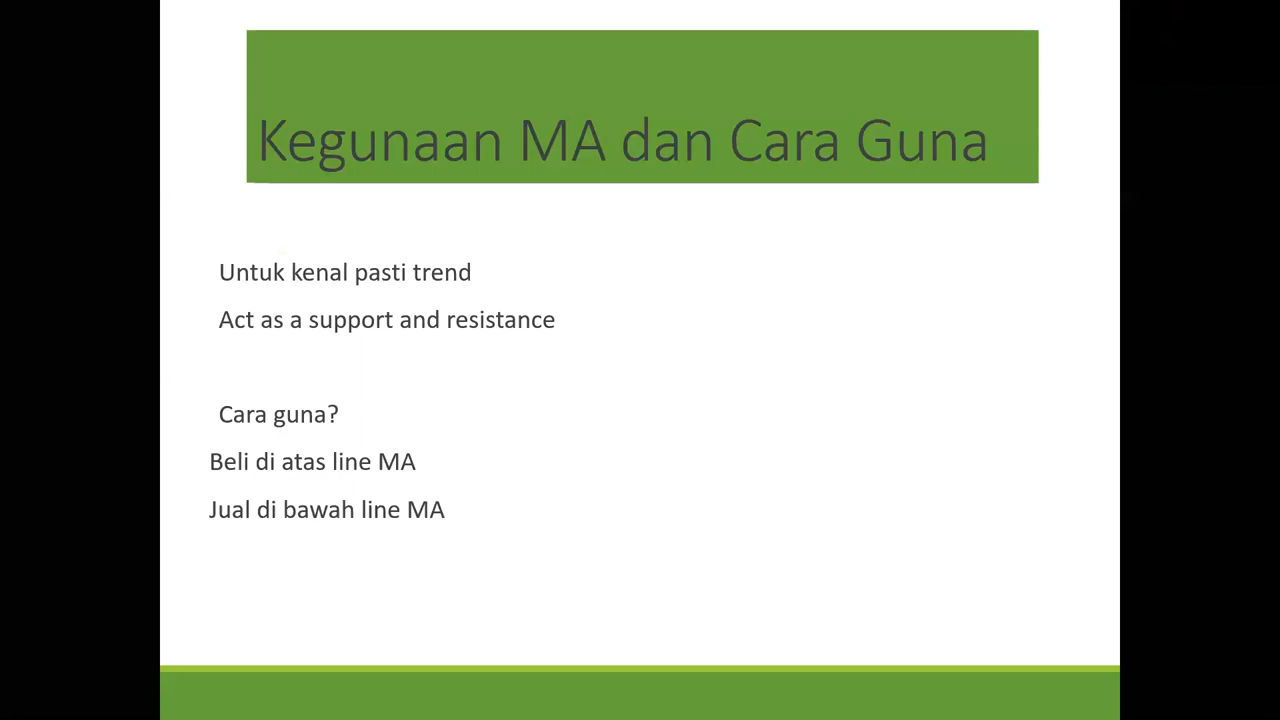 Kegunaan MA dan Cara Guna
Untuk kenal pasti trend
Act as a support and resistance
Cara guna?
Beli di atas line MA
Jual di bawah line MA